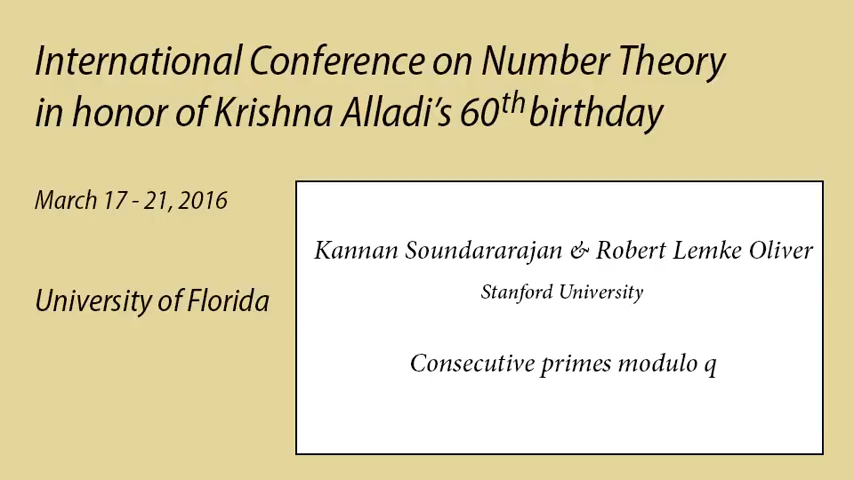 International Conference on Number Theory
in honor of Krishna Alladi's 60th birthday
March 17 - 21, 2016
University of Florida
Kannan Soundararajan & Robert Lemke Oliver
Stanford University
Consecutive primes modulo q